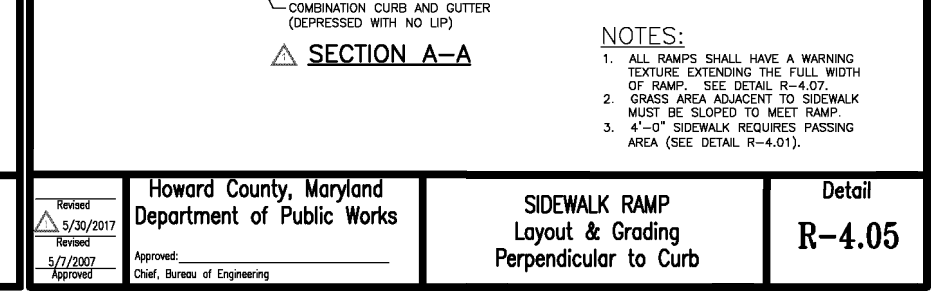 COMBINATION CURB AND GUTTER
(DEPRESSED WITH NO LIP)
SECTION A-A
NOTES:
1. ALL RAMPS SHALL HAVE A WARNING
TEXTURE EXTENDING THE FULL WIDTH
OF RAMP. SEE DETAIL R-4.07.
2. GRASS AREA ADJACENT TO SIDEWALK
MUST BE SLOPED TO MEET RAMP.
3. 4'-0" SIDEWALK REQUIRES PASSING
AREA (SEE DETAIL R-4.01).
Revised
5/30/2017
Revised
5/7/2007
Approved
Howard County, Maryland
Department of Public Works
Approved:
Chief, Bureau of Engineering
SIDEWALK RAMP
Layout & Grading
Perpendicular to Curb
Detail
R-4.05